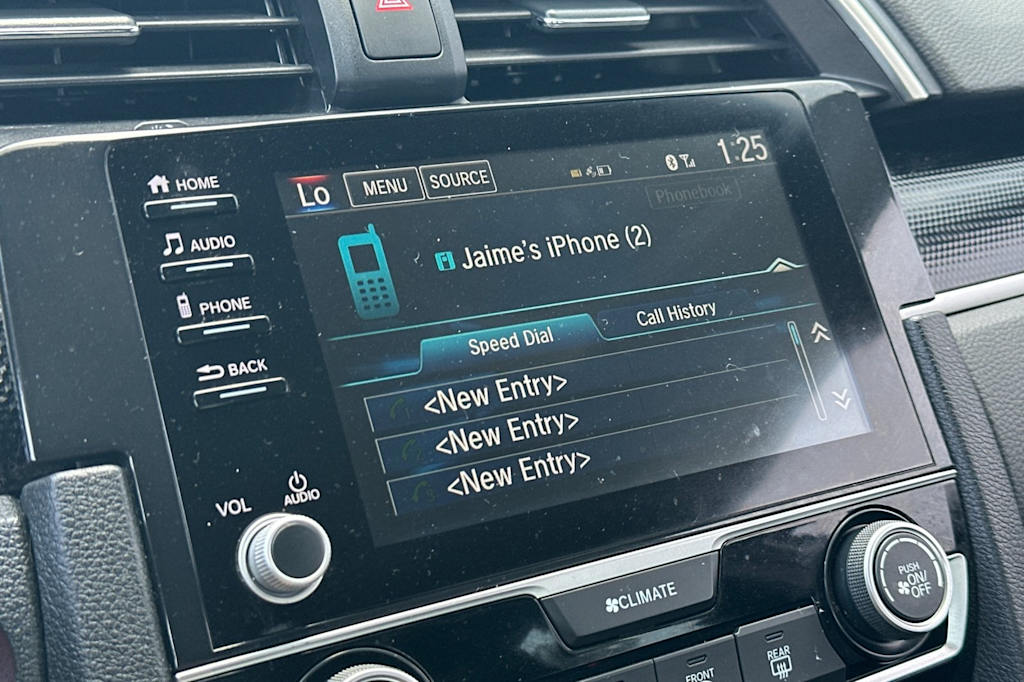 HOME
Lo
MENU
SOURCE
1:25
Phonebook
AUDIO
Jaime's iPhone (2)
PHONE
Speed Dial
Call History
BACK
<New Entry>
<New Entry>
<New Entry>
VOL
AUDIO
CLIMATE
PUSH
ON/
OFF
FRONT
REAR